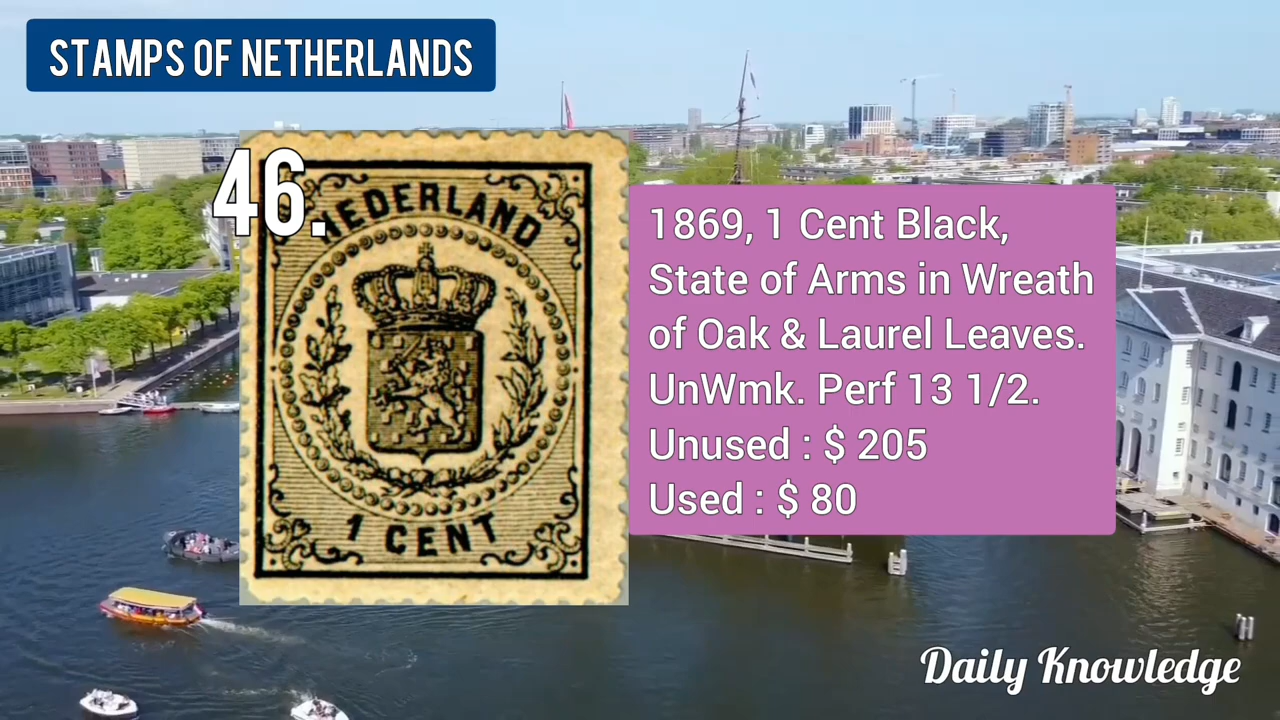 STAMPS OF NETHERLANDS
46.
NEDERLAND
1 CENT
1869, 1 Cent Black,
State of Arms in Wreath
of Oak & Laurel Leaves.
UnWmk. Perf 13 1/2.
Unused : $ 205
Used : $ 80
Daily Knowledge